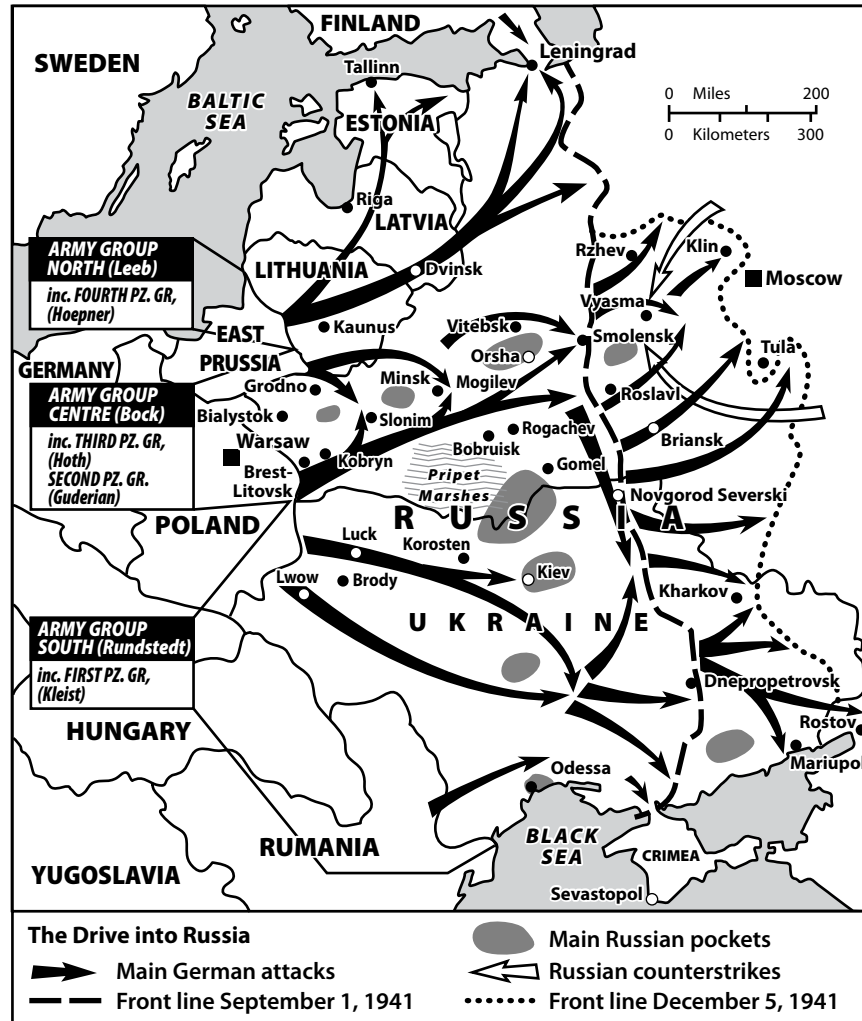 FINLAND
SWEDEN
Leningrad
Tallinn
BALTIC
SEA
ESTONIA
0 Miles 200
0 Kilometers 300
Riga
LATVIA
ARMY GROUP
NORTH (Leeb)
inc. FOURTH PZ. GR,
(Hoepner)
LITHUANIA
Dvinsk
Rzhev
Klin
Moscow
Vyasma
Kaunus
Vitebsk
Smolensk
EAST
PRUSSIA
Orsha
Tula
GERMANY
Grodno
Minsk
Mogilev
Roslavl
ARMY GROUP
CENTRE (Bock)
inc. THIRD PZ. GR,
(Hoth)
SECOND PZ. GR.
(Guderian)
Bialystok
Slonim
Rogachev
Briansk
Warsaw
Bobruisk
Kobryn
Gomel
Brest-
Litovsk
Pripet
Marshes
Novgorod Severski
POLAND
RUSSIA
Luck
Korosten
Lwow
Brody
Kiev
Kharkov
ARMY GROUP
SOUTH (Rundstedt)
inc. FIRST PZ. GR,
(Kleist)
UKRAINE
Dnepropetrovsk
HUNGARY
Rostov
Mariupol
Odessa
RUMANIA
BLACK
SEA
CRIMEA
YUGOSLAVIA
Sevastopol
The Drive into Russia
Main German attacks
Front line September 1, 1941
Main Russian pockets
Russian counterstrikes
Front line December 5, 1941